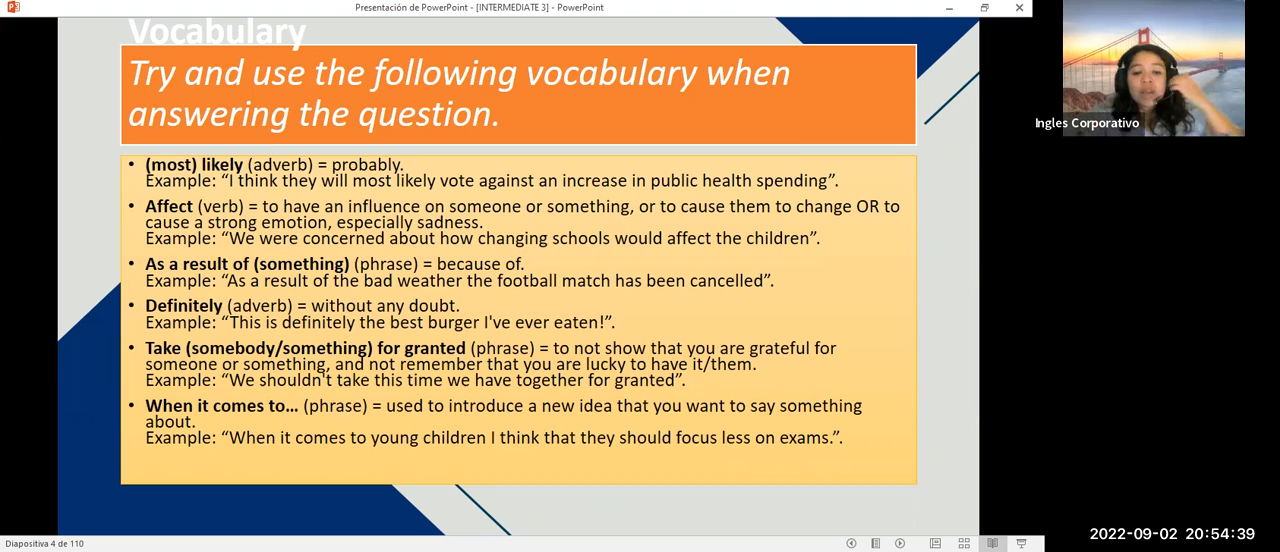 Presentación de PowerPoint - [INTERMEDIATE 3] - PowerPoint
Vocabulary
Try and use the following vocabulary when
answering the question.
• (most) likely (adverb) = probably.
Example: “I think they will most likely vote against an increase in public health spending”.
• Affect (verb) = to have an influence on someone or something, or to cause them to change OR to
cause a strong emotion, especially sadness.
Example: “We were concerned about how changing schools would affect the children”.
• As a result of (something) (phrase) = because of.
Example: “As a result of the bad weather the football match has been cancelled”.
• Definitely (adverb) = without any doubt.
Example: “This is definitely the best burger I've ever eaten!”.
• Take (somebody/something) for granted (phrase) = to not show that you are grateful for
someone or something, and not remember that you are lucky to have it/them.
Example: “We shouldn't take this time we have together for granted”.
• When it comes to... (phrase) = used to introduce a new idea that you want to say something
about.
Example: “When it comes to young children I think that they should focus less on exams.”.
Ingles Corporativo
Diapositiva 4 de 110
2022-09-02 20:54:39